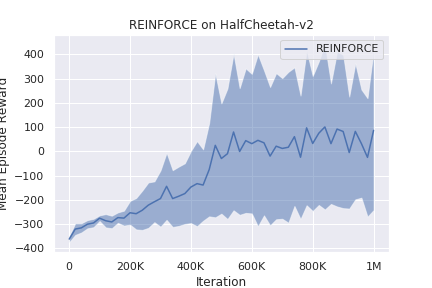 REINFORCE on HalfCheetah-v2
REINFORCE
Mean Episode Reward
400
300
200
100
0
−100
−200
−300
−400
0 200K 400K 600K 800K 1M
Iteration